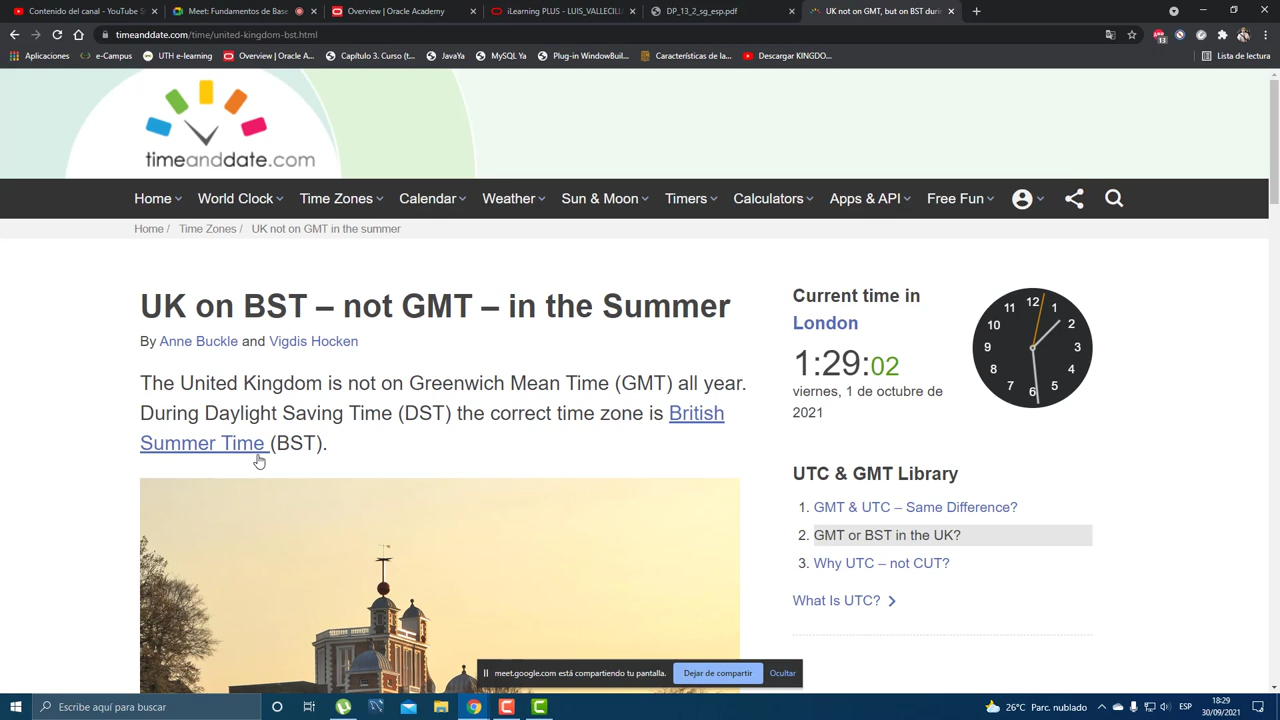 Contenido del canal - YouTube S
Meet: Fundamentos de Base
Overview | Oracle Academy
iLearning PLUS - LUIS_VALLECIL
DP_13_2_sg_esp.pdf
UK not on GMT, but on BST duri
timeanddate.com/time/united-kingdom-bst.html
13
Aplicaciones
e-Campus
UTH e-learning
Overview | Oracle A...
Capítulo 3. Curso (t...
JavaYa
MySQL Ya
Plug-in WindowBuil...
Características de la...
Descargar KINGDO...
Lista de lectura
timeanddate.com
Home
World Clock
Time Zones
Calendar
Weather
Sun & Moon
Timers
Calculators
Apps & API
Free Fun
Home / Time Zones / UK not on GMT in the summer
UK on BST – not GMT – in the Summer
By Anne Buckle and Vigdis Hocken
The United Kingdom is not on Greenwich Mean Time (GMT) all year.
During Daylight Saving Time (DST) the correct time zone is British
Summer Time (BST).
Current time in
London
1:29:02
viernes, 1 de octubre de
2021
12
1
2
3
4
5
6
7
8
9
10
11
UTC & GMT Library
1. GMT & UTC – Same Difference?
2. GMT or BST in the UK?
3. Why UTC – not CUT?
What Is UTC?
meet.google.com está compartiendo tu pantalla.
Dejar de compartir
Ocultar
Escribe aquí para buscar
26°C Parc. nublado
ESP
18:29
30/09/2021